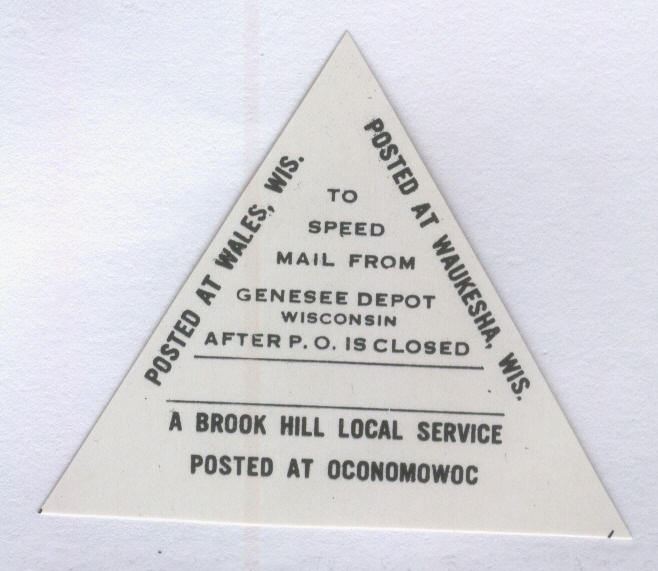 POSTED AT WALES, WIS.
POSTED AT WAUKESHA, WIS.
TO
SPEED
MAIL FROM
GENESEE DEPOT
WISCONSIN
AFTER P. O. IS CLOSED
A BROOK HILL LOCAL SERVICE
POSTED AT OCONOMOWOC